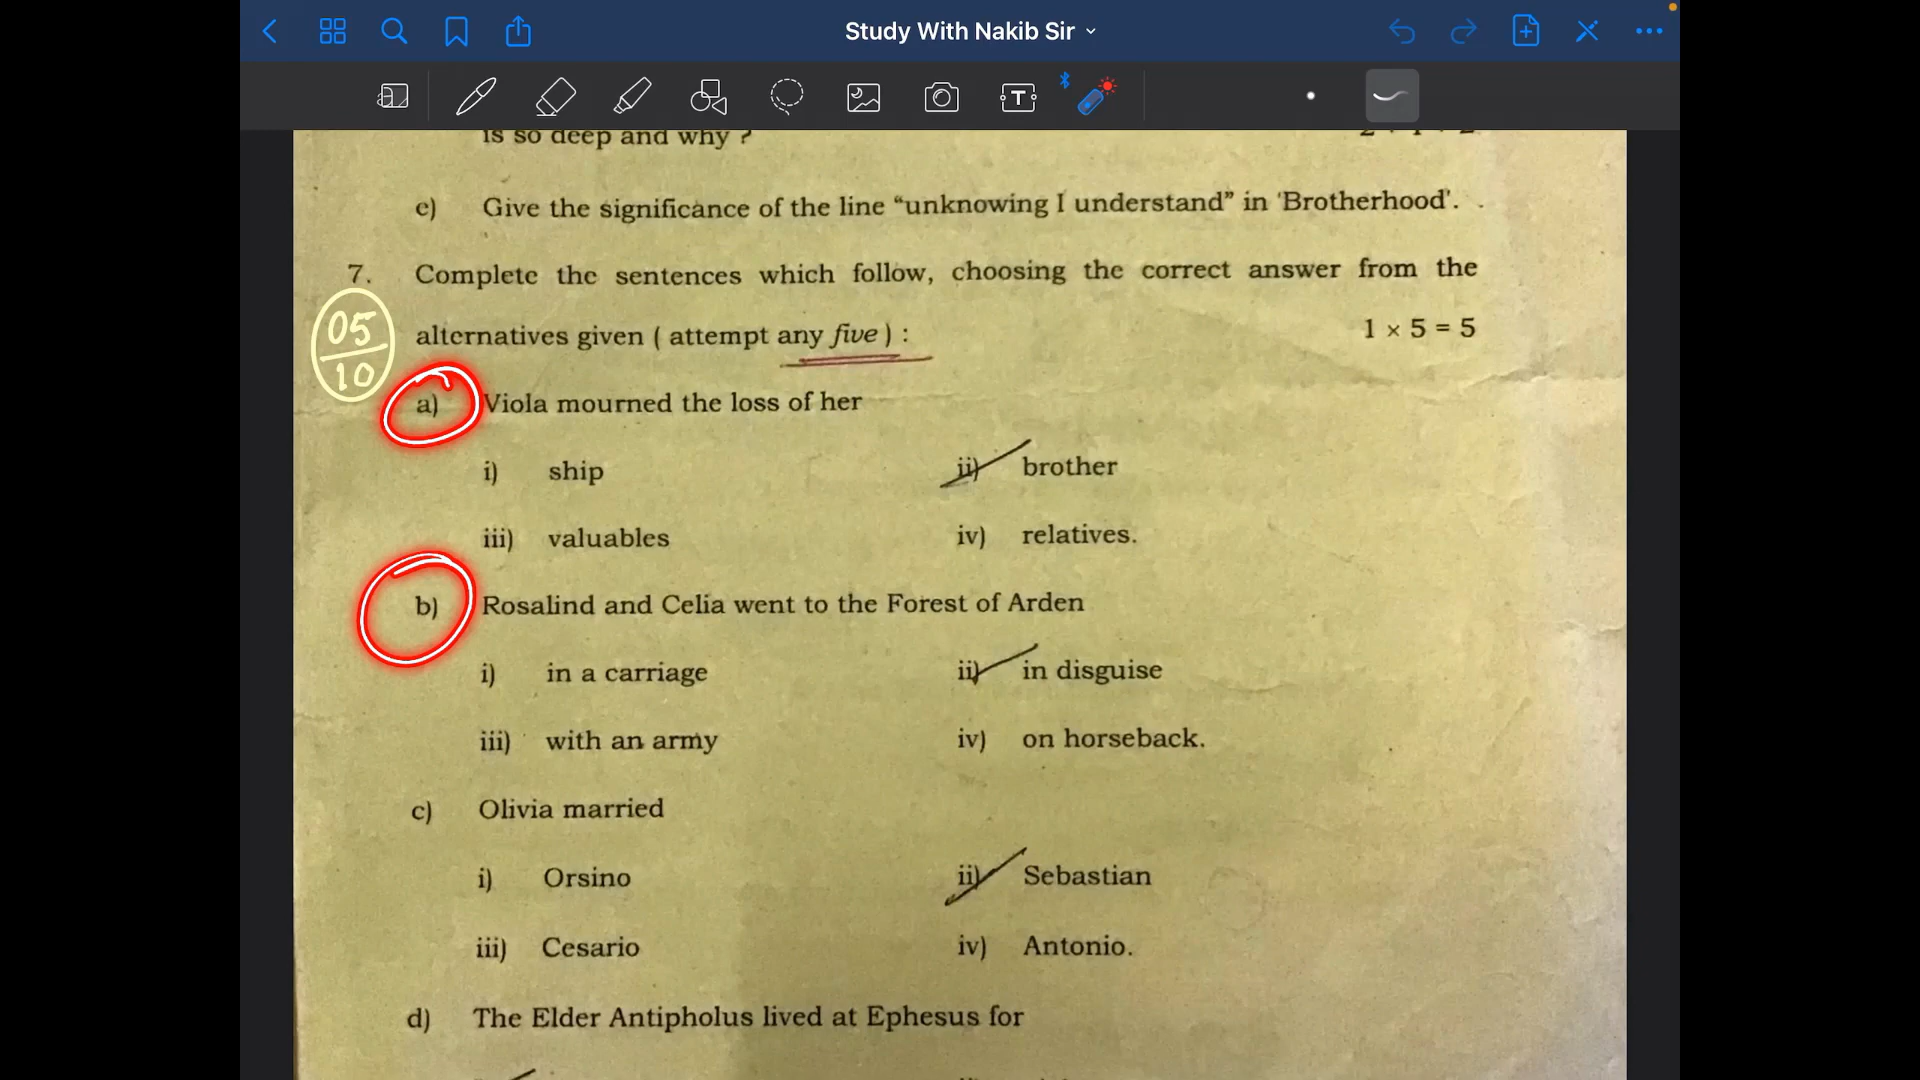 Study With Nakib Sir
T
is so deep and why ?
c) Give the significance of the line “unknowing I understand” in 'Brotherhood'.
7. Complete the sentences which follow, choosing the correct answer from the
05
10
alternatives given ( attempt any five ) : 1 × 5 = 5
a) Viola mourned the loss of her
i) ship ii) brother
iii) valuables iv) relatives.
b) Rosalind and Celia went to the Forest of Arden
i) in a carriage ii) in disguise
iii) with an army iv) on horseback.
c) Olivia married
i) Orsino ii) Sebastian
iii) Cesario iv) Antonio.
d) The Elder Antipholus lived at Ephesus for